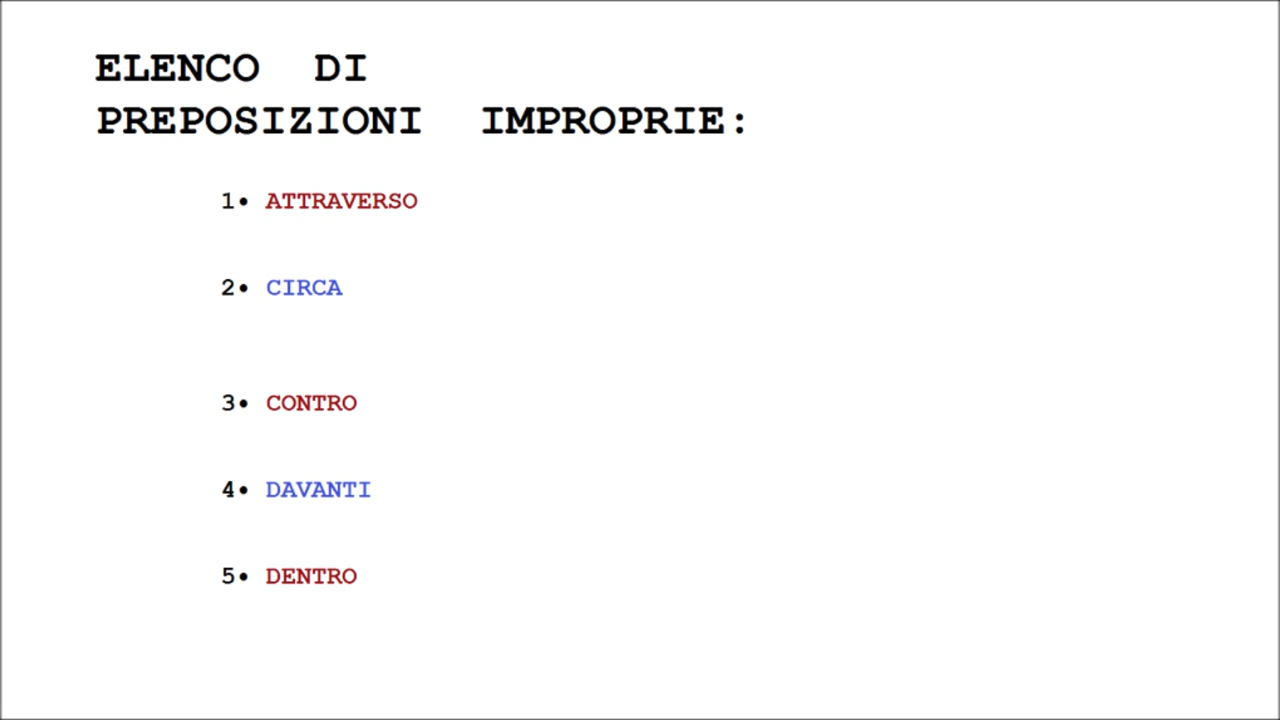 ELENCO DI
PREPOSIZIONI IMPROPRIE:
1• ATTRAVERSO
2• CIRCA
3• CONTRO
4• DAVANTI
5• DENTRO